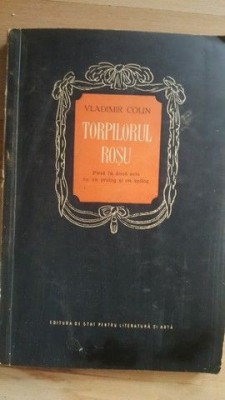 VLADIMIR COLIN
TORPILORUL
ROȘU
Piesă în două acte
cu un prolog și un epilog
EDITURA DE STAT PENTRU LITERATURĂ ȘI ARTĂ